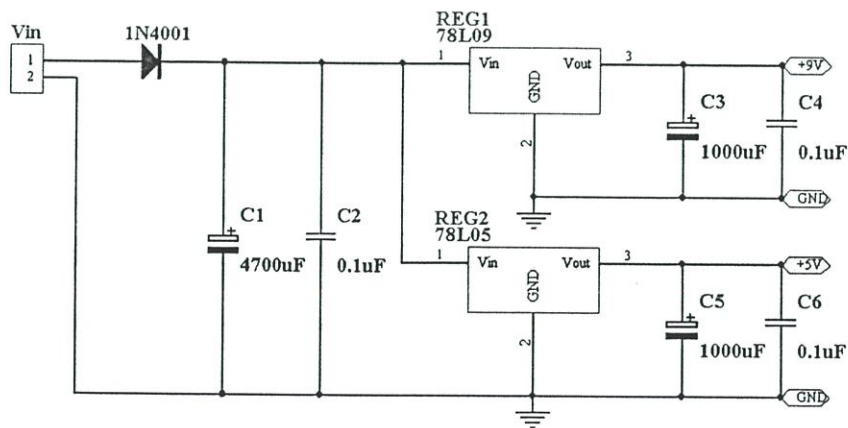 Vin
1
2
1N4001
REG1
78L09
1
Vin
Vout
3
GND
2
+9V
C3
+
1000uF
C4
0.1uF
GND
C1
+
4700uF
C2
0.1uF
REG2
78L05
1
Vin
Vout
3
GND
2
+5V
C5
+
1000uF
C6
0.1uF
GND